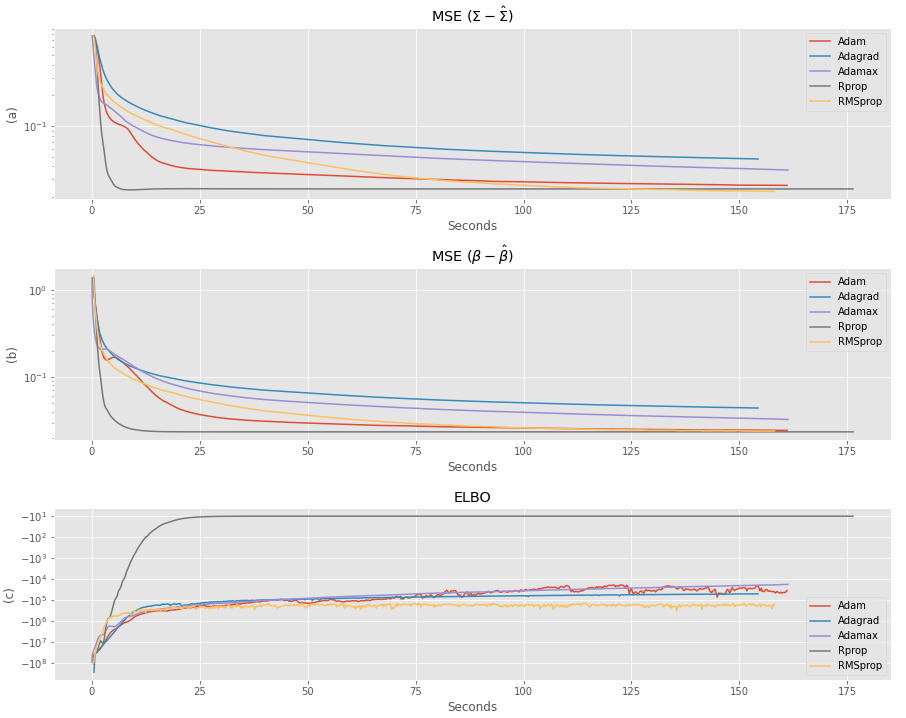 MSE (Σ − Σ̂)
(a)
10⁻¹
0 25 50 75 100 125 150 175
Seconds
Adam
Adagrad
Adamax
Rprop
RMSprop
MSE (β − β̂)
(b)
10⁰
10⁻¹
0 25 50 75 100 125 150 175
Seconds
Adam
Adagrad
Adamax
Rprop
RMSprop
ELBO
(c)
−10¹
−10²
−10³
−10⁴
−10⁵
−10⁶
−10⁷
−10⁸
0 25 50 75 100 125 150 175
Seconds
Adam
Adagrad
Adamax
Rprop
RMSprop